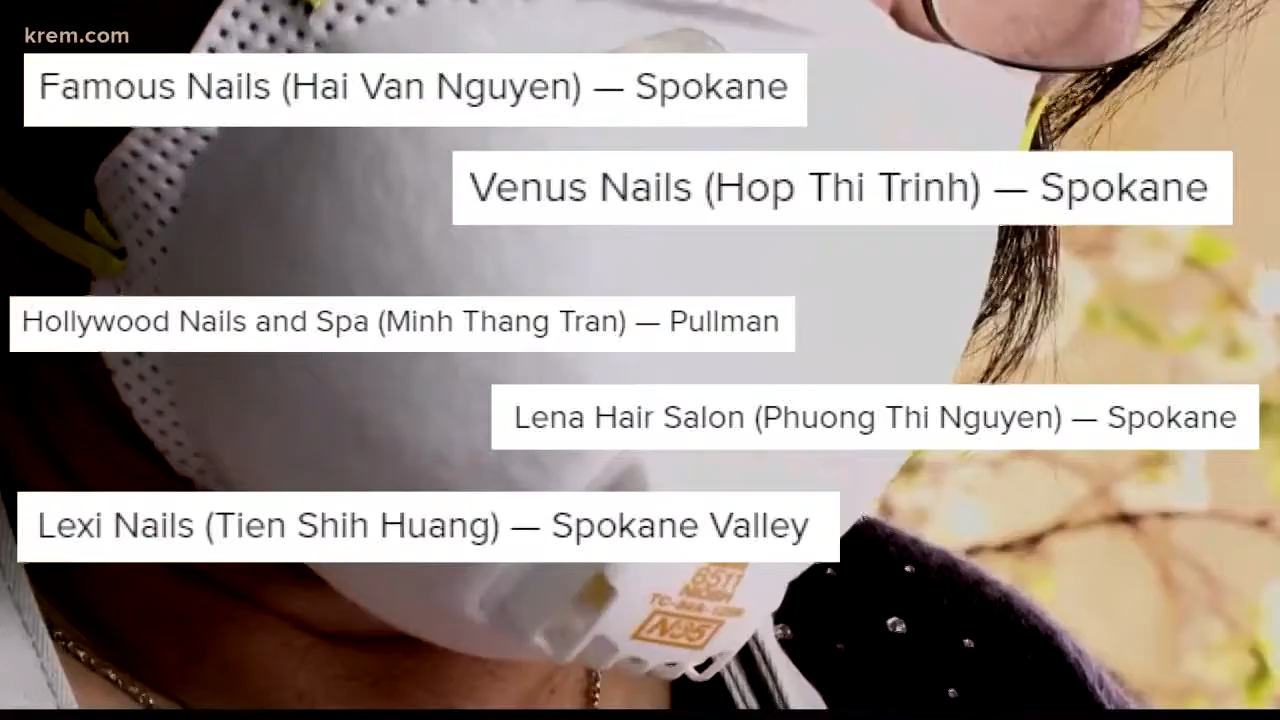 krem.com
Famous Nails (Hai Van Nguyen) — Spokane
Venus Nails (Hop Thi Trinh) — Spokane
Hollywood Nails and Spa (Minh Thang Tran) — Pullman
Lena Hair Salon (Phuong Thi Nguyen) — Spokane
Lexi Nails (Tien Shih Huang) — Spokane Valley
N95